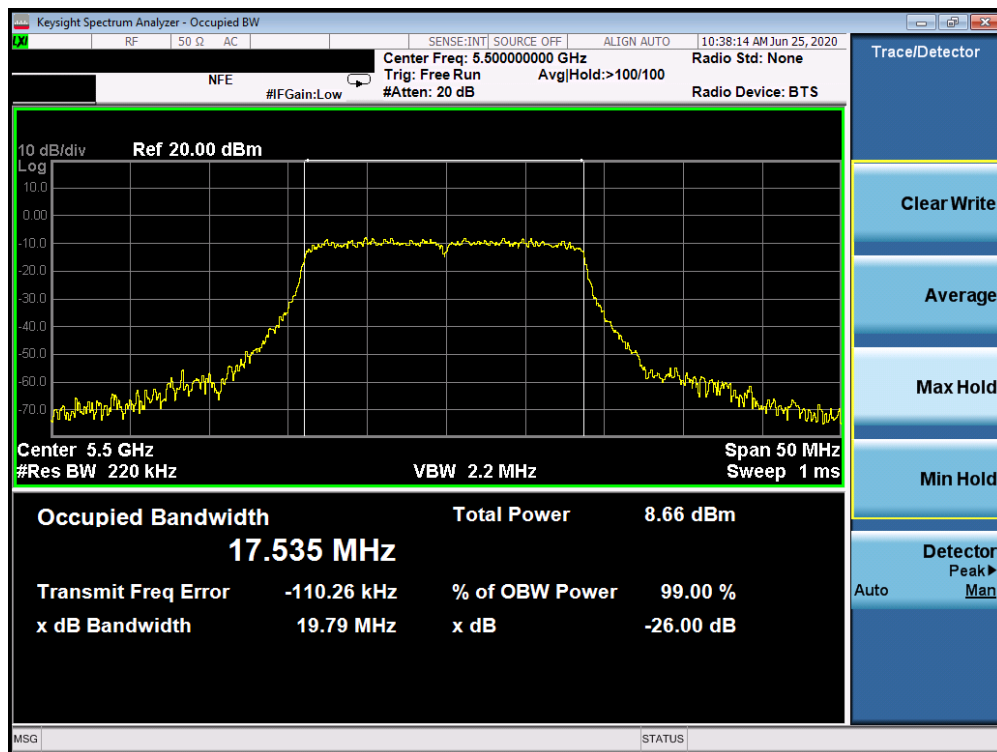 Keysight Spectrum Analyzer - Occupied BW
LXI RF 50 Ω AC SENSE:INT SOURCE OFF ALIGN AUTO 10:38:14 AM Jun 25, 2020
NFE
#IFGain:Low
Center Freq: 5.500000000 GHz
Trig: Free Run Avg|Hold:>100/100
#Atten: 20 dB
Radio Std: None
Radio Device: BTS
10 dB/div Ref 20.00 dBm
Log
10.0
0.00
-10.0
-20.0
-30.0
-40.0
-50.0
-60.0
-70.0
Center 5.5 GHz Span 50 MHz
#Res BW 220 kHz VBW 2.2 MHz Sweep 1 ms
Occupied Bandwidth Total Power 8.66 dBm
17.535 MHz
Transmit Freq Error -110.26 kHz % of OBW Power 99.00 %
x dB Bandwidth 19.79 MHz x dB -26.00 dB
Trace/Detector
Clear Write
Average
Max Hold
Min Hold
Detector
Peak▶
Auto Man
MSG STATUS